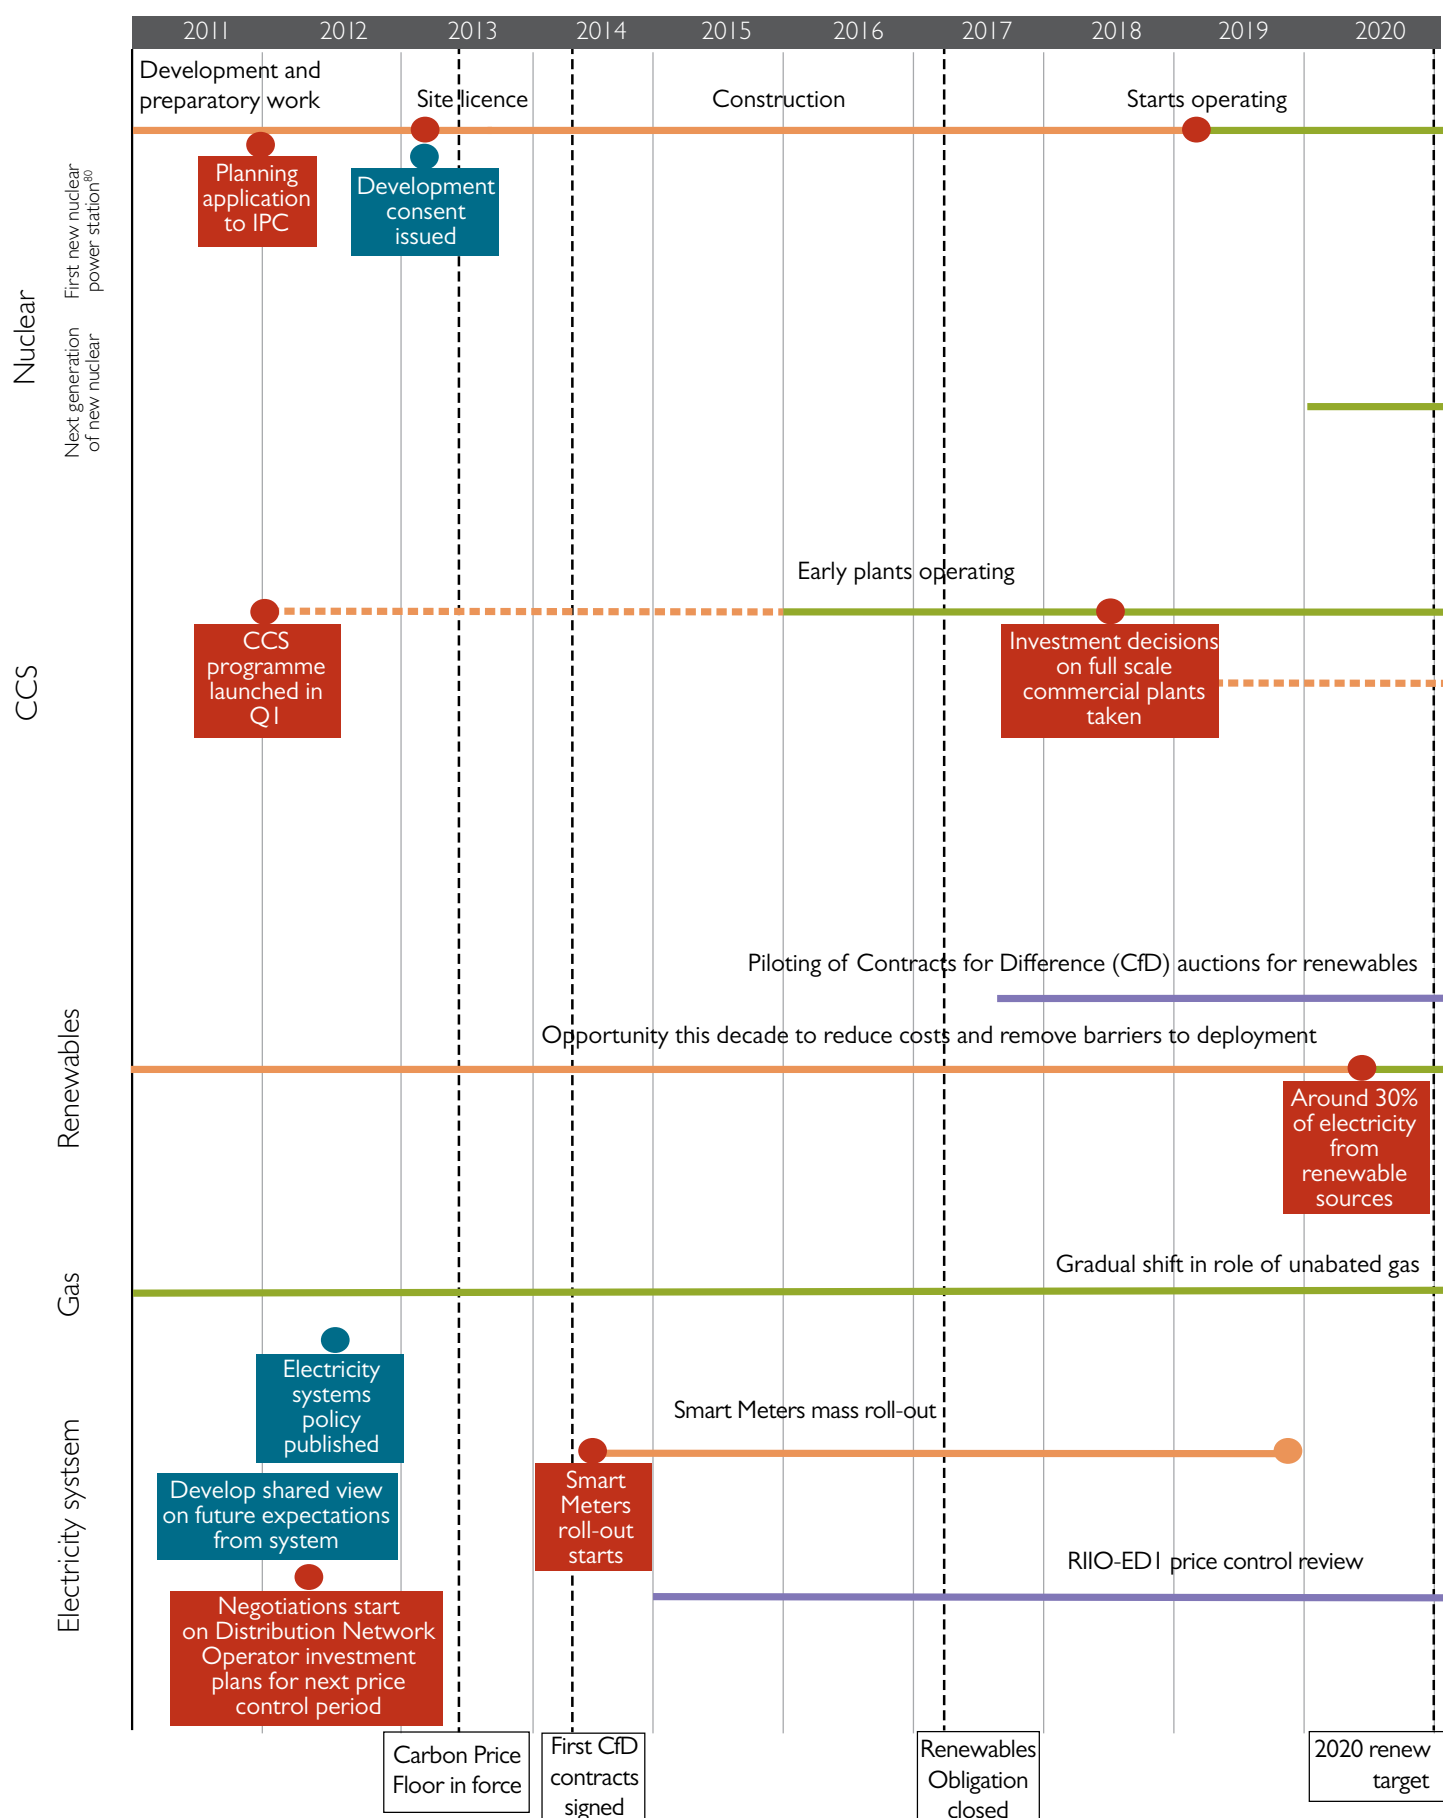 2011 2012 2013 2014 2015 2016 2017 2018 2019 2020
Development and
preparatory work
Site licence
Construction
Starts operating
Planning
application
to IPC
Development
consent
issued
Nuclear
First new nuclear
power station80
Next generation
of new nuclear
Early plants operating
CCS
CCS
programme
launched in
Q1
Investment decisions
on full scale
commercial plants
taken
Piloting of Contracts for Difference (CfD) auctions for renewables
Renewables
Opportunity this decade to reduce costs and remove barriers to deployment
Around 30%
of electricity
from
renewable
sources
Gas
Gradual shift in role of unabated gas
Electricity systsem
Electricity
systems
policy
published
Smart Meters mass roll-out
Develop shared view
on future expectations
from system
Smart
Meters
roll-out
starts
RIIO-ED1 price control review
Negotiations start
on Distribution Network
Operator investment
plans for next price
control period
Carbon Price
Floor in force
First CfD
contracts
signed
Renewables
Obligation
closed
2020 renew
target